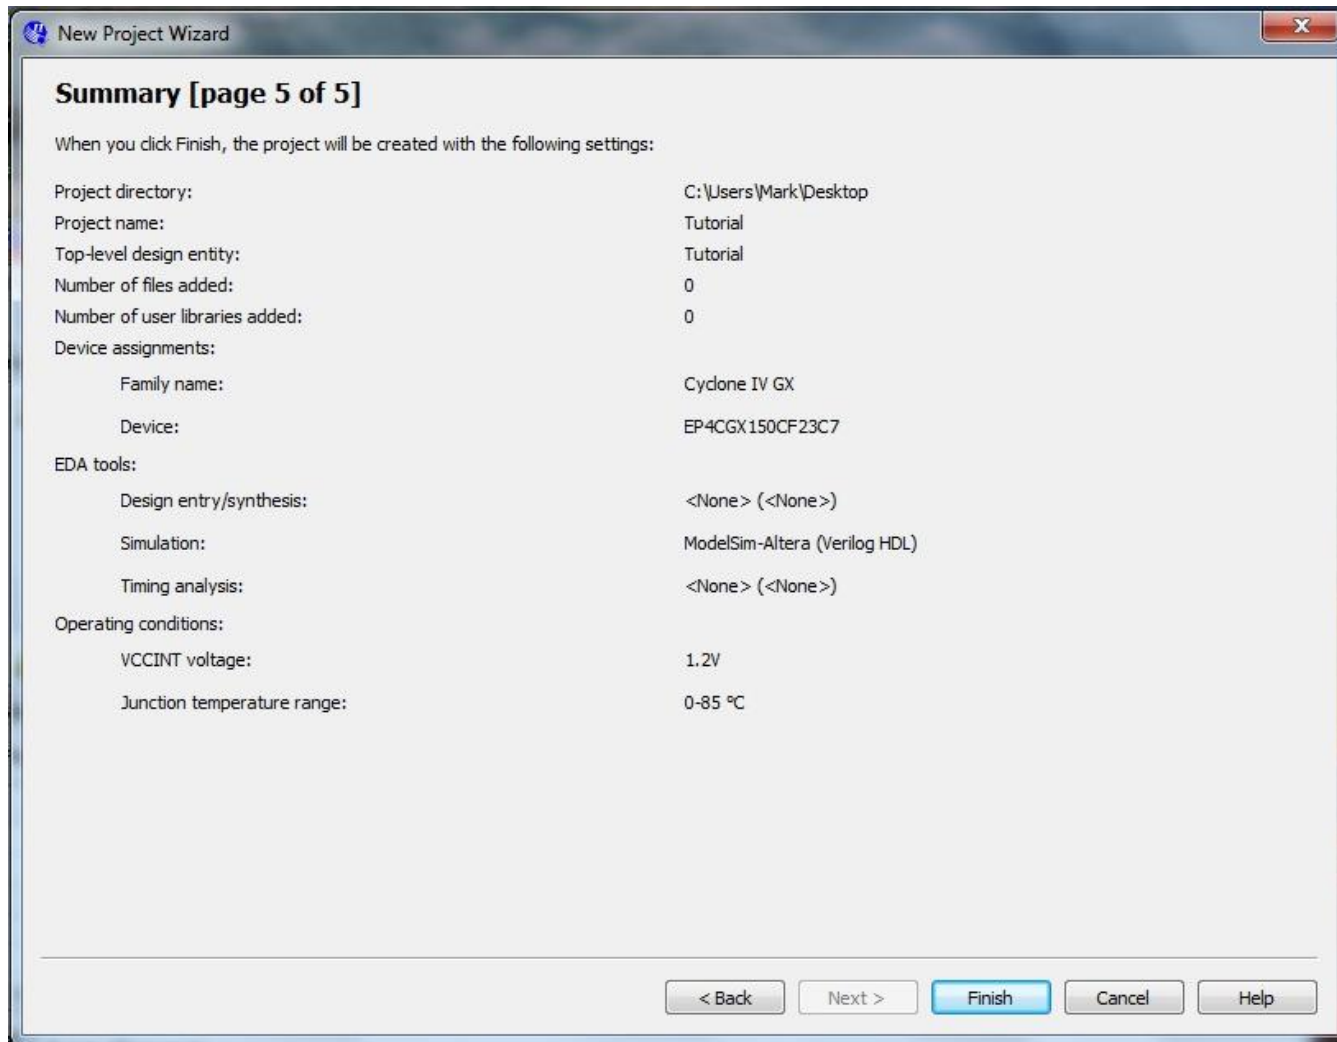 New Project Wizard
Summary [page 5 of 5]
When you click Finish, the project will be created with the following settings:
Project directory: C:\Users\Mark\Desktop
Project name: Tutorial
Top-level design entity: Tutorial
Number of files added: 0
Number of user libraries added: 0
Device assignments:
Family name: Cyclone IV GX
Device: EP4CGX150CF23C7
EDA tools:
Design entry/synthesis: <None> (<None>)
Simulation: ModelSim-Altera (Verilog HDL)
Timing analysis: <None> (<None>)
Operating conditions:
VCCINT voltage: 1.2V
Junction temperature range: 0-85 ºC
< Back Next > Finish Cancel Help